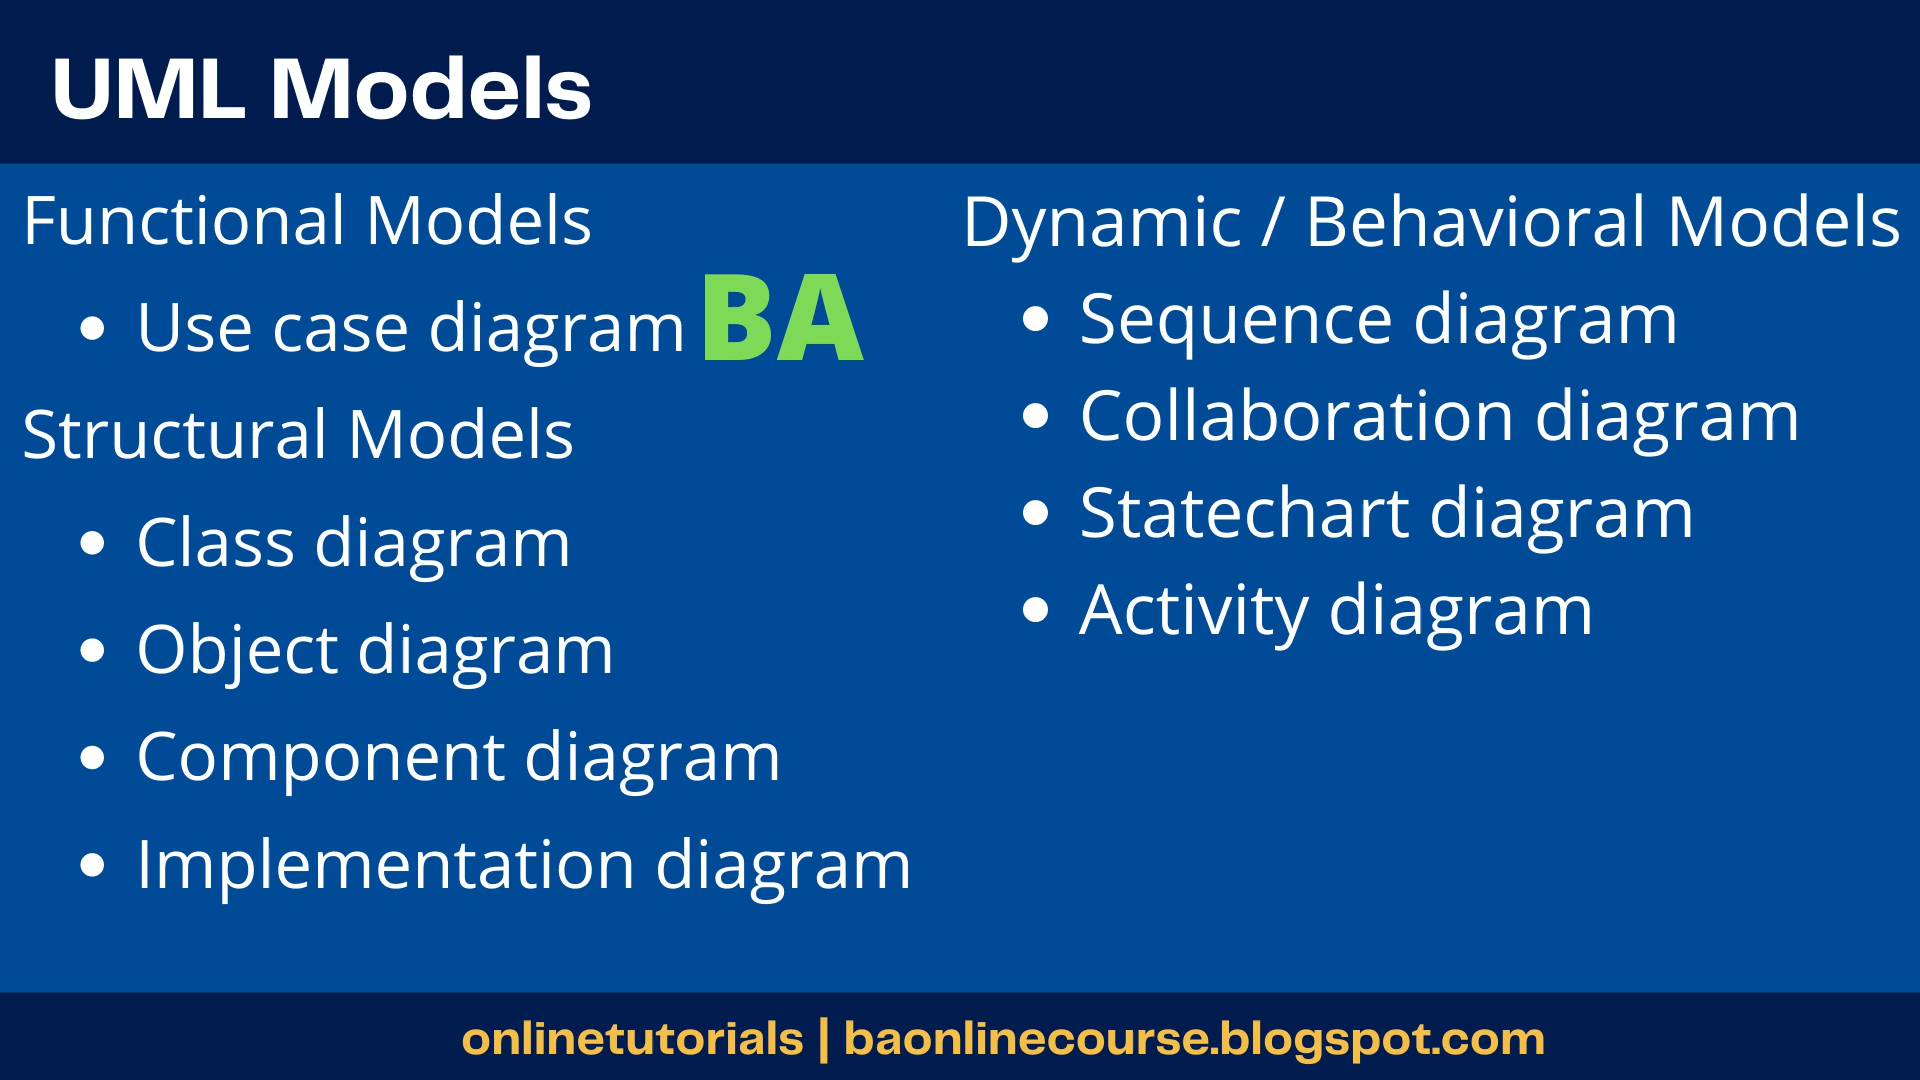 UML Models
Functional Models
• Use case diagram BA
Structural Models
• Class diagram
• Object diagram
• Component diagram
• Implementation diagram
Dynamic / Behavioral Models
• Sequence diagram
• Collaboration diagram
• Statechart diagram
• Activity diagram
onlinetutorials | baonlinecourse.blogspot.com